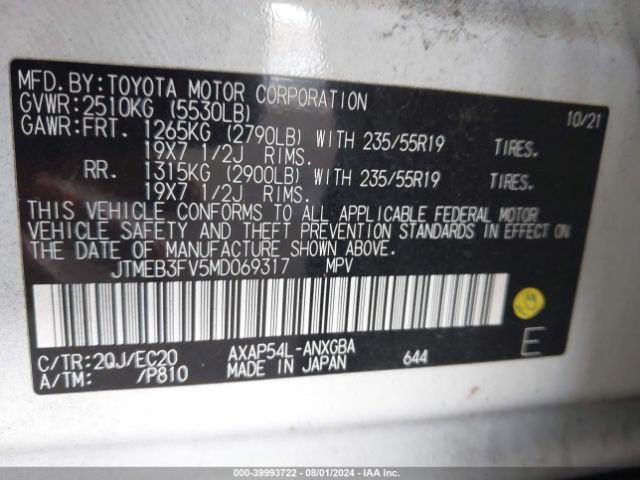 MFD.BY:TOYOTA MOTOR CORPORATION 10/21
GVWR:2510KG (5530LB)
GAWR:FRT. 1265KG (2790LB) WITH 235/55R19 TIRES.
19X7 1/2J RIMS.
RR. 1315KG (2900LB) WITH 235/55R19 TIRES.
19X7 1/2J RIMS.
THIS VEHICLE CONFORMS TO ALL APPLICABLE FEDERAL MOTOR
VEHICLE SAFETY AND THEFT PREVENTION STANDARDS IN EFFECT ON
THE DATE OF MANUFACTURE SHOWN ABOVE.
JTMEB3FV5MD069317 MPV
C/TR:2QJ/EC20 AXAP54L-ANXGBA 644 E
A/TM: /P810 MADE IN JAPAN
000-39993722 - 08/01/2024 - IAA Inc.